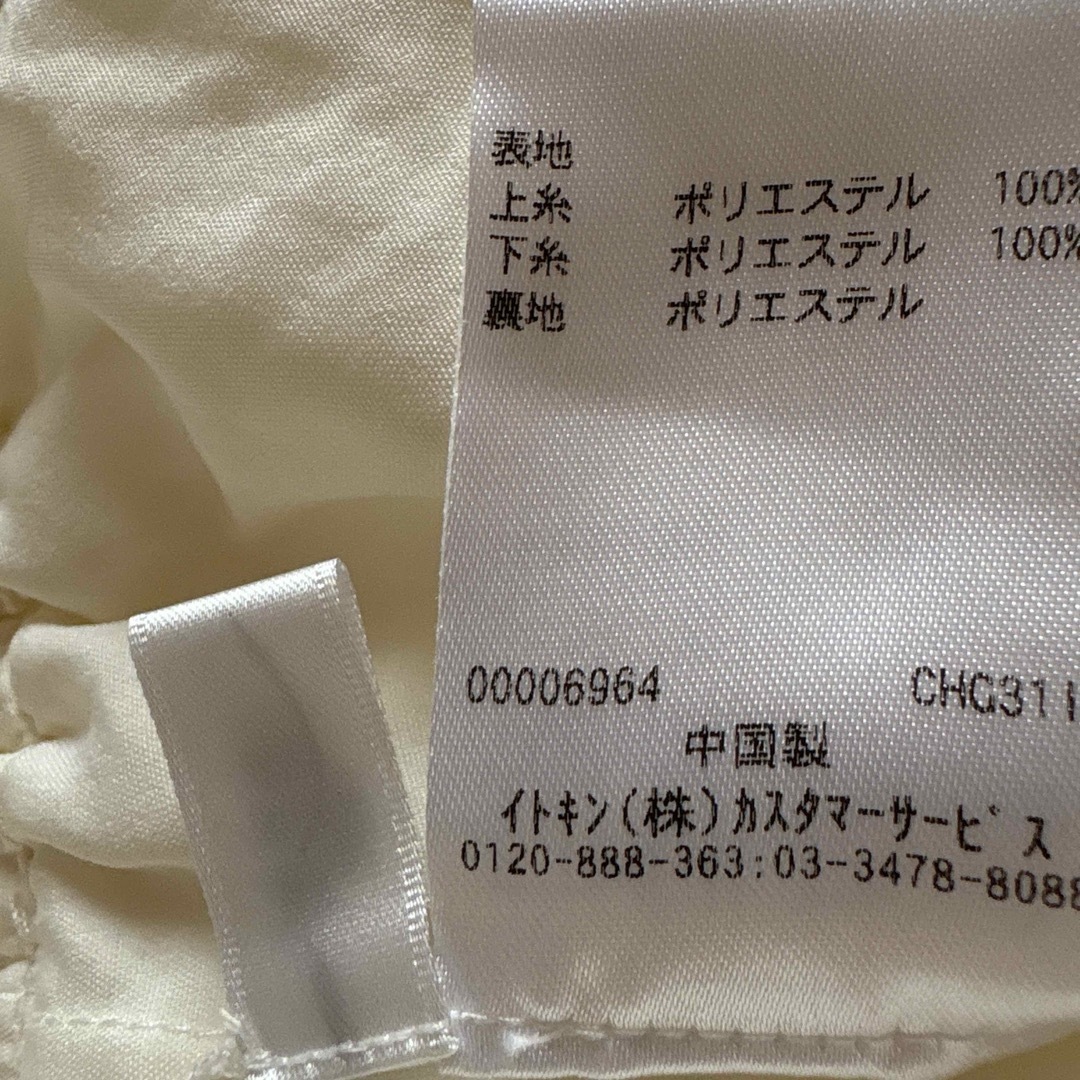 表地
上糸 ポリエステル 100%
下糸 ポリエステル 100%
裏地 ポリエステル
00006964 CHG311
中国製
イトキン(株)カスタマーサービス
0120-888-363:03-3478-8088